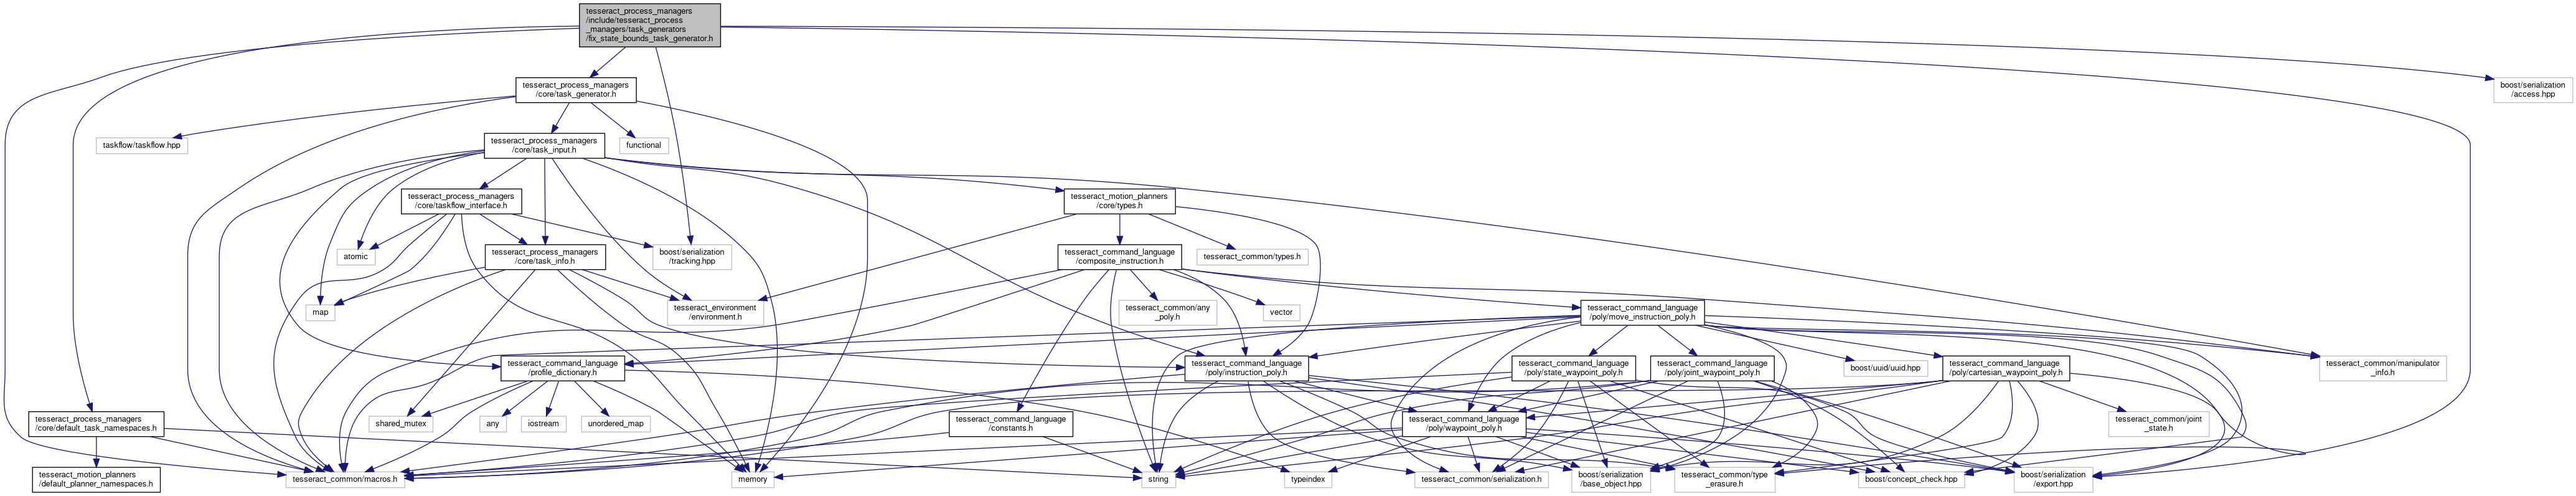 tesseract_process_managers
/include/tesseract_process
_managers/task_generators
/fix_state_bounds_task_generator.h
boost/serialization
/access.hpp
tesseract_process_managers
/core/task_generator.h
taskflow/taskflow.hpp
tesseract_process_managers
/core/task_input.h
functional
tesseract_process_managers
/core/taskflow_interface.h
tesseract_motion_planners
/core/types.h
atomic
tesseract_process_managers
/core/task_info.h
boost/serialization
/tracking.hpp
tesseract_command_language
/composite_instruction.h
tesseract_common/types.h
map
tesseract_environment
/environment.h
tesseract_common/any
_poly.h
vector
tesseract_command_language
/poly/move_instruction_poly.h
tesseract_command_language
/profile_dictionary.h
tesseract_command_language
/poly/instruction_poly.h
tesseract_command_language
/poly/state_waypoint_poly.h
tesseract_command_language
/poly/joint_waypoint_poly.h
boost/uuid/uuid.hpp
tesseract_command_language
/poly/cartesian_waypoint_poly.h
tesseract_common/manipulator
_info.h
tesseract_process_managers
/core/default_task_namespaces.h
shared_mutex
any
iostream
unordered_map
tesseract_command_language
/constants.h
tesseract_command_language
/poly/waypoint_poly.h
tesseract_common/joint
_state.h
tesseract_motion_planners
/default_planner_namespaces.h
tesseract_common/macros.h
memory
string
typeindex
tesseract_common/serialization.h
boost/serialization
/base_object.hpp
tesseract_common/type
_erasure.h
boost/concept_check.hpp
boost/serialization
/export.hpp